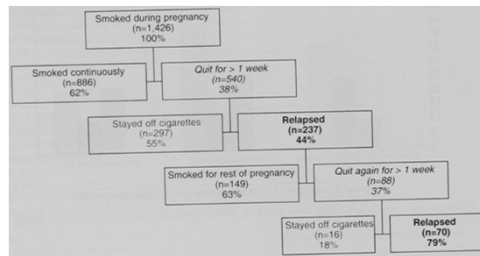 Smoked during pregnancy
(n=1,426)
100%
Smoked continuously
(n=886)
62%
Quit for > 1 week
(n=540)
38%
Stayed off cigarettes
(n=297)
55%
Relapsed
(n=237)
44%
Smoked for rest of pregnancy
(n=149)
63%
Quit again for > 1 week
(n=88)
37%
Stayed off cigarettes
(n=16)
18%
Relapsed
(n=70)
79%